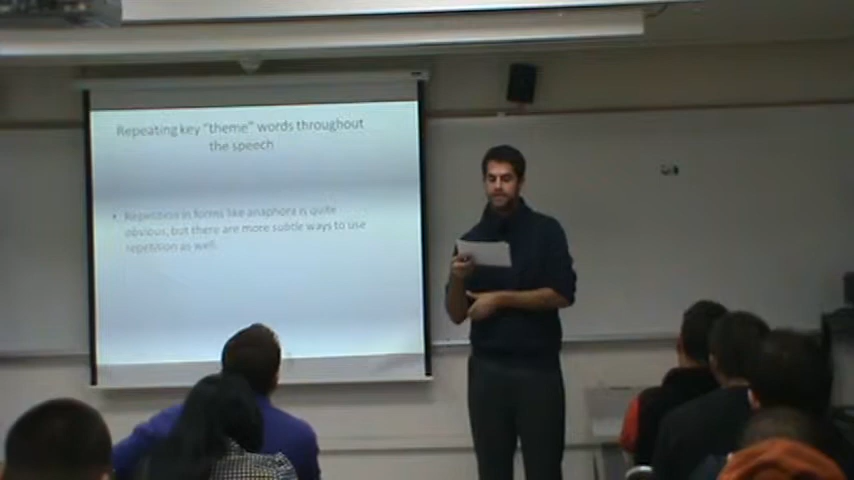 Repeating key "theme" words throughout
the speech
• Repetition in forms like anaphora is quite
obvious, but there are more subtle ways to use
repetition as well.